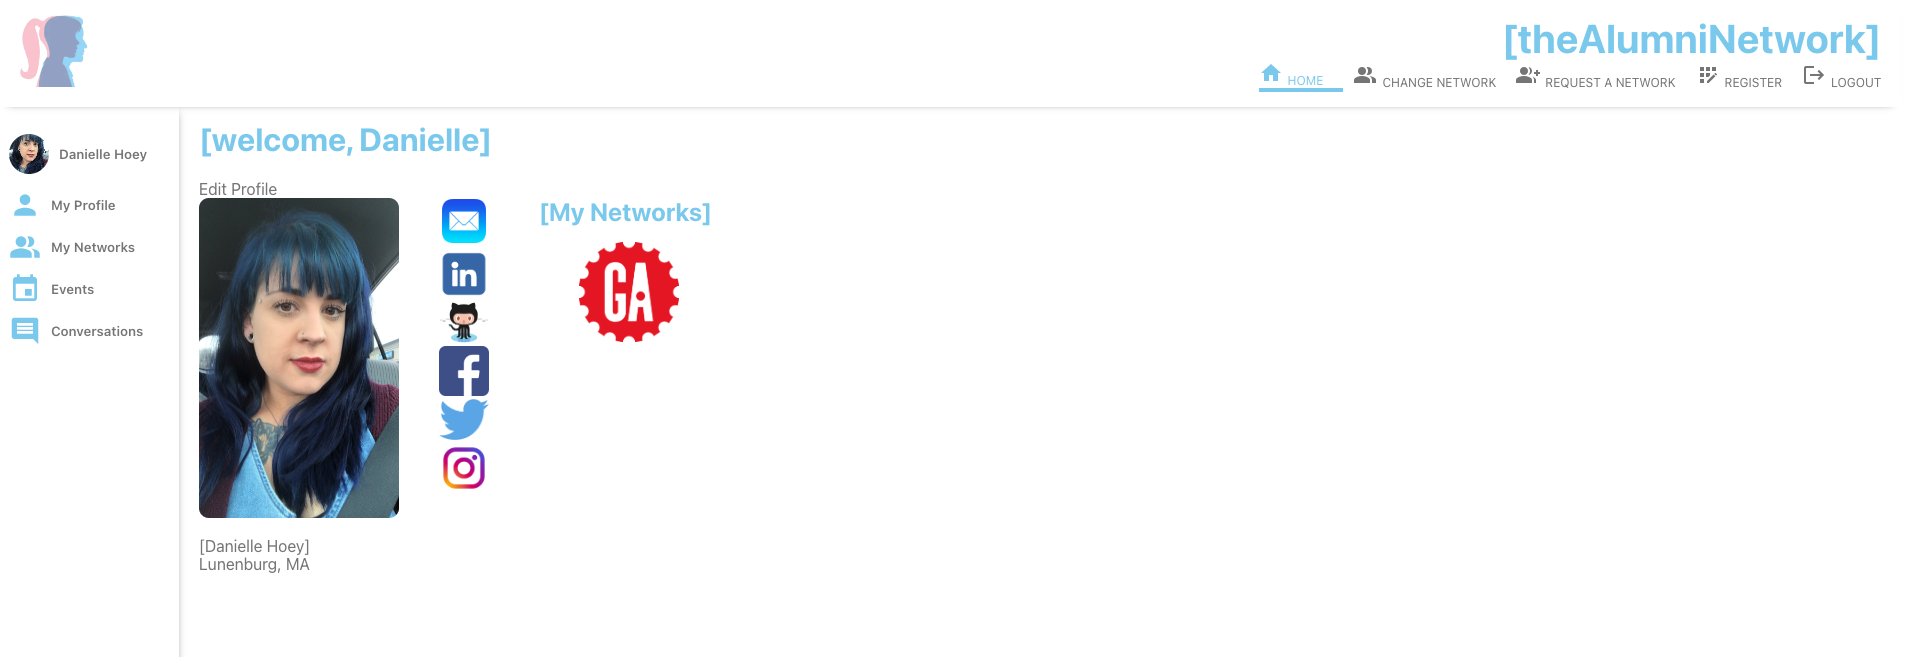 [theAlumniNetwork]
HOME
CHANGE NETWORK
REQUEST A NETWORK
REGISTER
LOGOUT
Danielle Hoey
My Profile
My Networks
Events
Conversations
[welcome, Danielle]
Edit Profile
in
f
[My Networks]
GA
[Danielle Hoey]
Lunenburg, MA